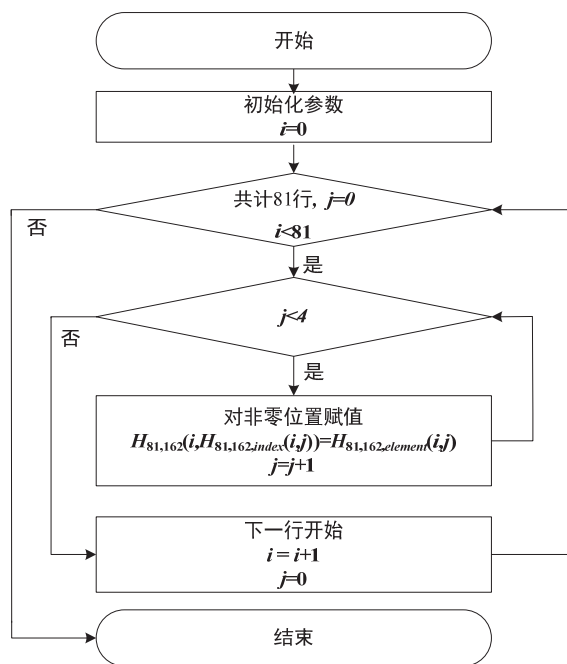 开始
初始化参数
i=0
共计81行, j=0
i<81
否
是
j<4
否
是
对非零位置赋值
H81,162(i,H81,162,index(i,j))=H81,162,element(i,j)
j=j+1
下一行开始
i = i+1
j=0
结束